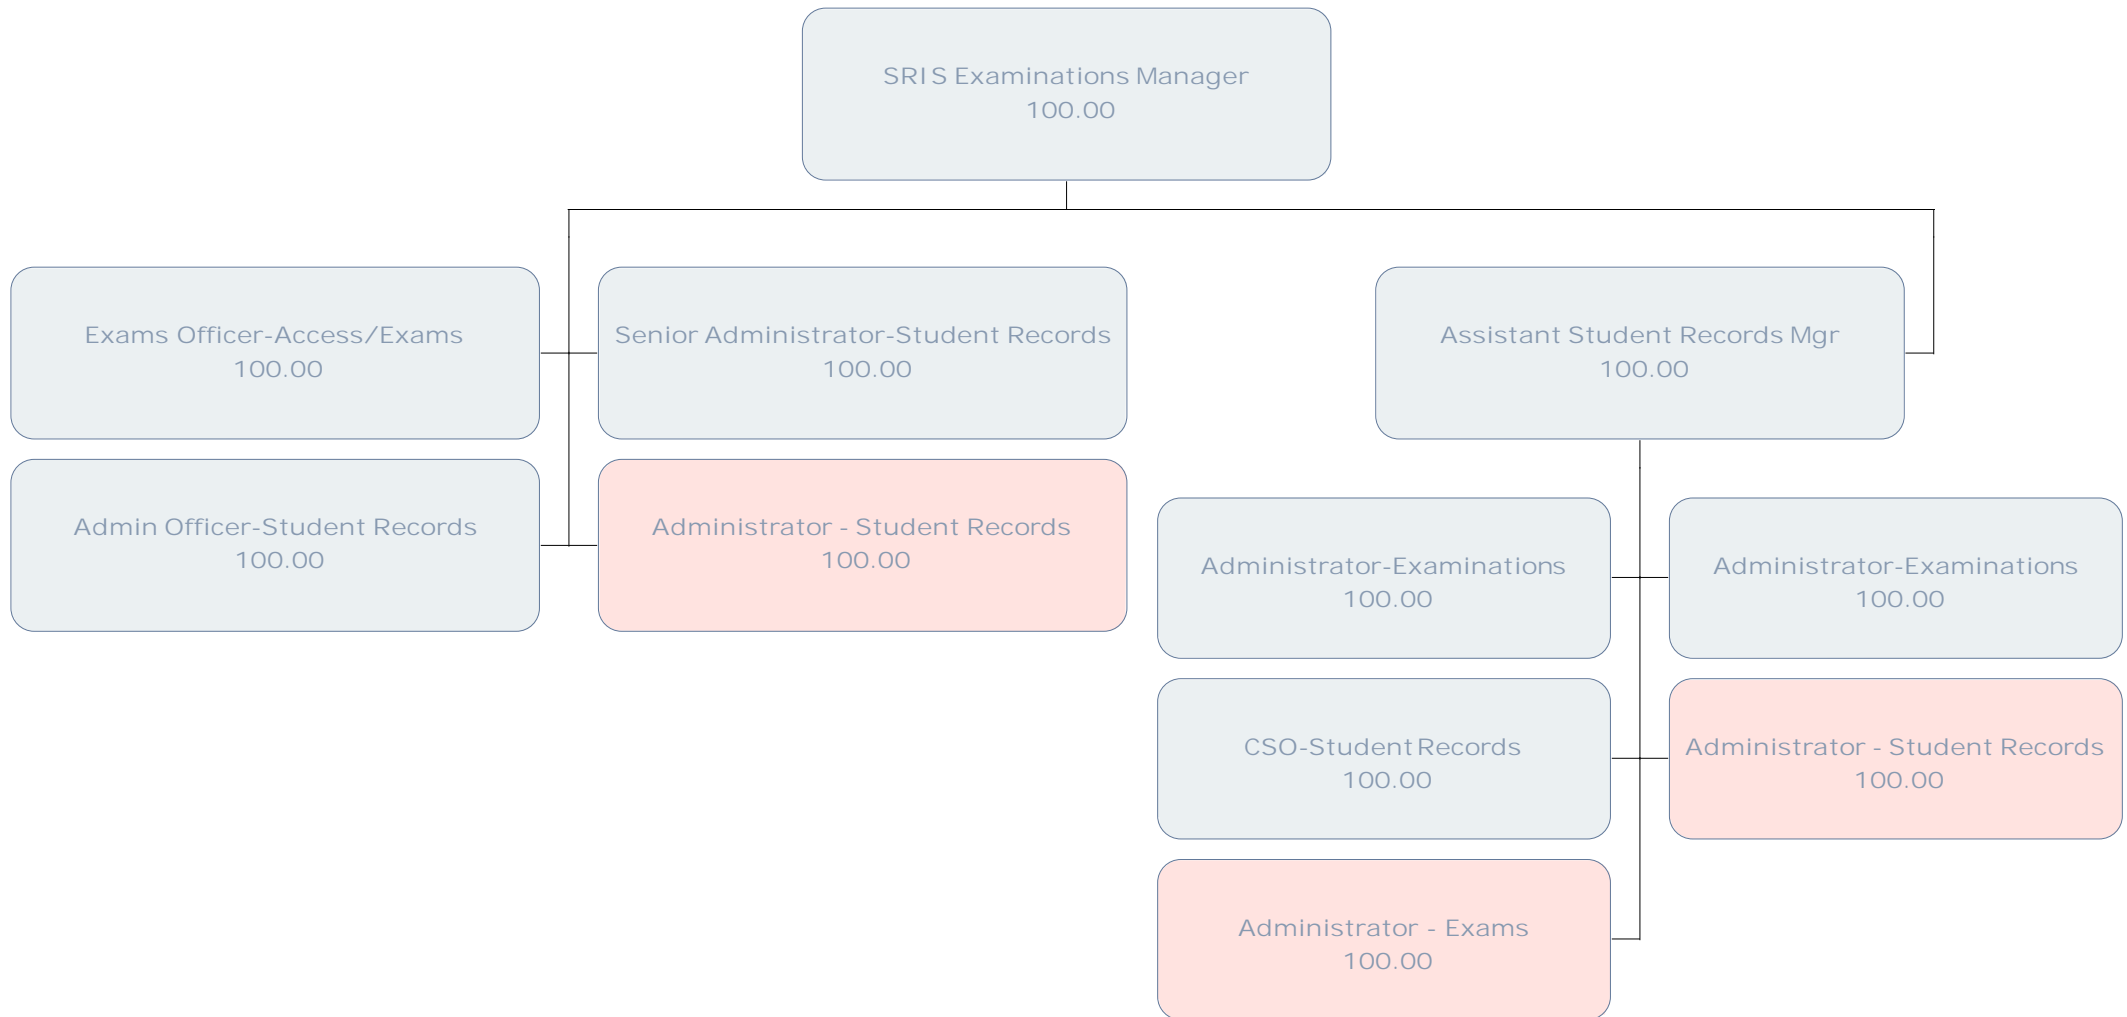 SRIS Examinations Manager
100.00
Exams Officer-Access/Exams
100.00
Senior Administrator-Student Records
100.00
Assistant Student Records Mgr
100.00
Admin Officer-Student Records
100.00
Administrator - Student Records
100.00
Administrator-Examinations
100.00
Administrator-Examinations
100.00
CSO-Student Records
100.00
Administrator - Student Records
100.00
Administrator - Exams
100.00